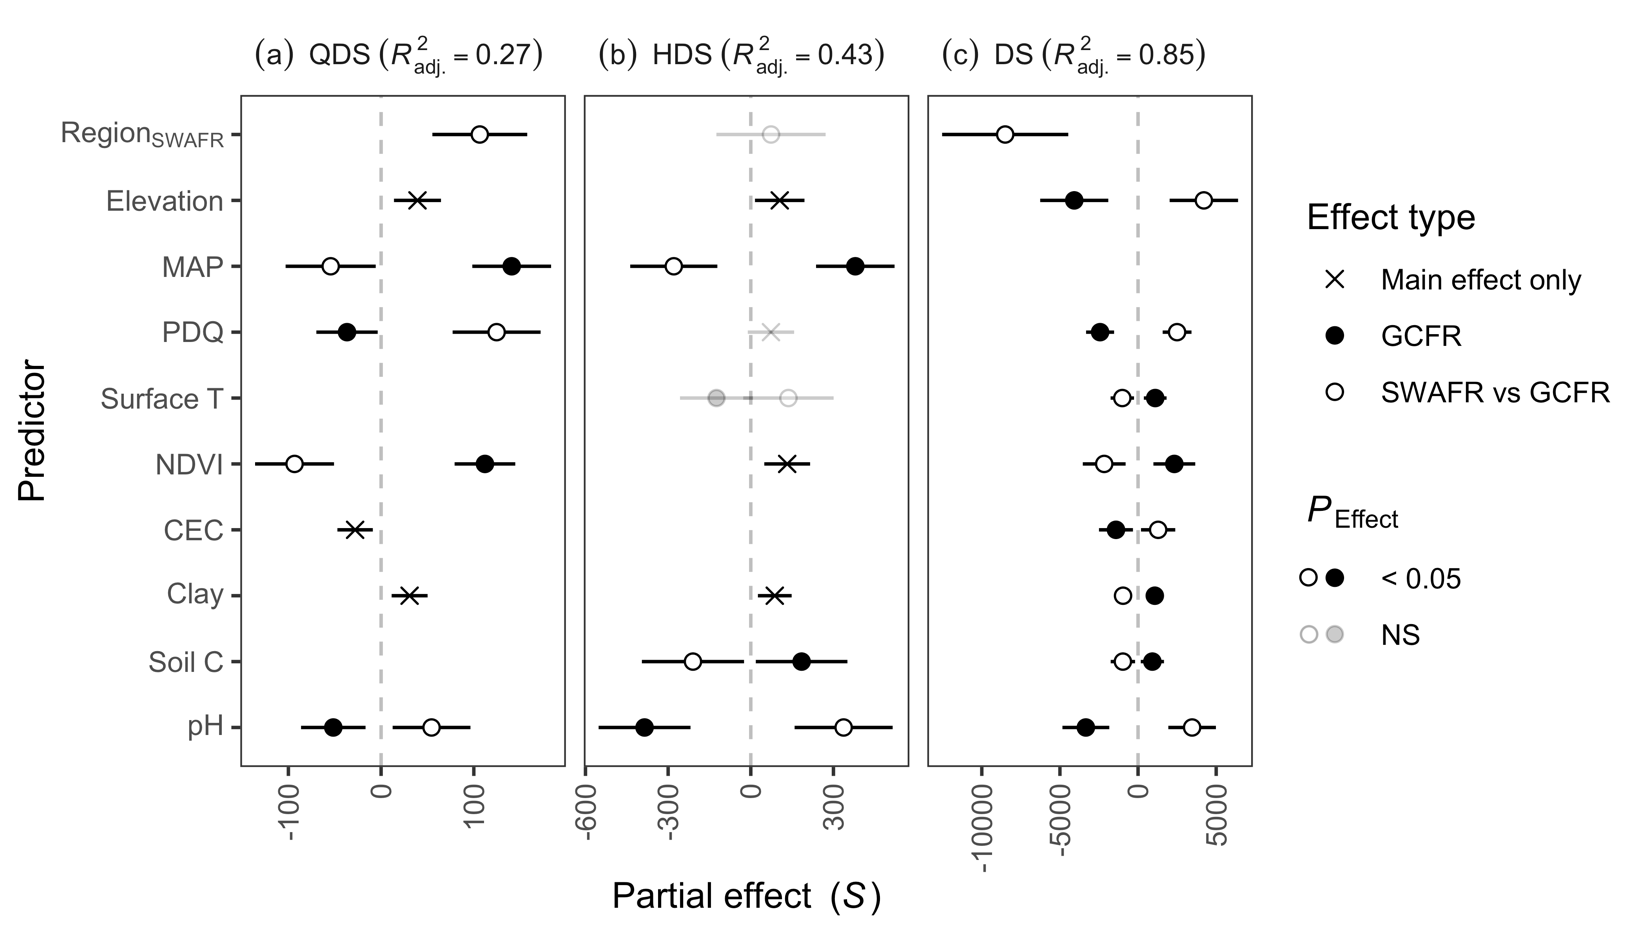 (a) QDS (R²adj. = 0.27)
(b) HDS (R²adj. = 0.43)
(c) DS (R²adj. = 0.85)
Predictor
RegionSWAFR
Elevation
MAP
PDQ
Surface T
NDVI
CEC
Clay
Soil C
pH
-100 0 100
-600 -300 0 300
-10000 -5000 0 5000
Partial effect (S)
Effect type
Main effect only
GCFR
SWAFR vs GCFR
PEffect
< 0.05
NS